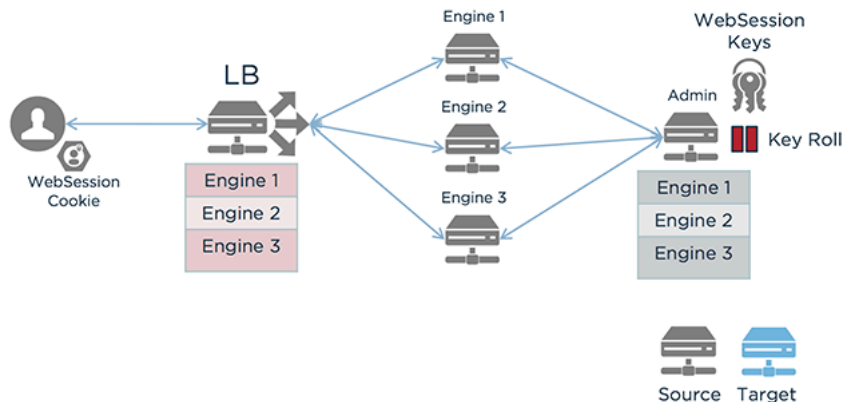 Engine 1
WebSession
Keys
LB
Engine 2
Admin
Key Roll
WebSession
Cookie
Engine 1
Engine 2
Engine 3
Engine 3
Engine 1
Engine 2
Engine 3
Source
Target